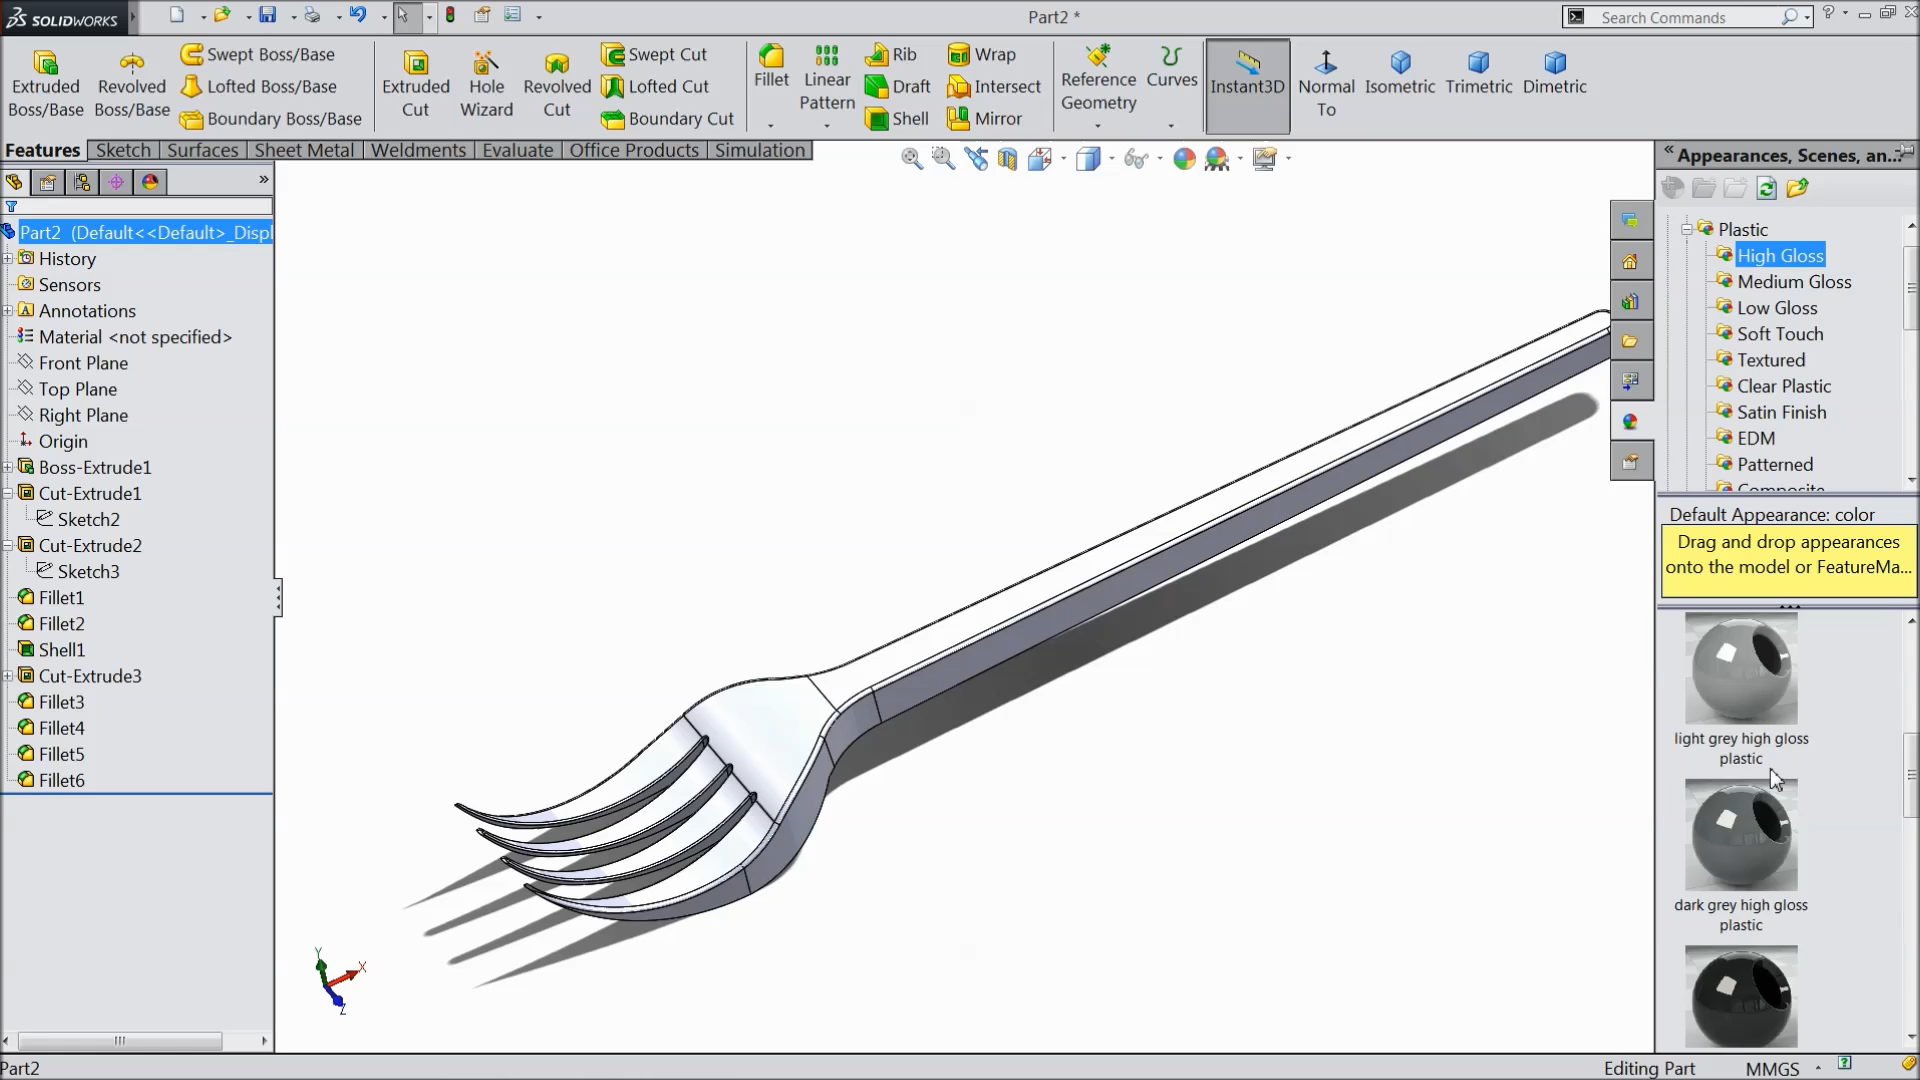 SOLIDWORKS
Part2 *
Search Commands
Extruded Boss/Base
Revolved Boss/Base
Swept Boss/Base
Lofted Boss/Base
Boundary Boss/Base
Extruded Cut
Hole Wizard
Revolved Cut
Swept Cut
Lofted Cut
Boundary Cut
Fillet
Linear Pattern
Rib
Draft
Shell
Wrap
Intersect
Mirror
Reference Geometry
Curves
Instant3D
Normal To
Isometric
Trimetric
Dimetric
Features
Sketch
Surfaces
Sheet Metal
Weldments
Evaluate
Office Products
Simulation
Part2 (Default<<Default>_Displ
History
Sensors
Annotations
Material <not specified>
Front Plane
Top Plane
Right Plane
Origin
Boss-Extrude1
Cut-Extrude1
Sketch2
Cut-Extrude2
Sketch3
Fillet1
Fillet2
Shell1
Cut-Extrude3
Fillet3
Fillet4
Fillet5
Fillet6
Y
X
Z
Appearances, Scenes, an...
Plastic
High Gloss
Medium Gloss
Low Gloss
Soft Touch
Textured
Clear Plastic
Satin Finish
EDM
Patterned
Composite
Default Appearance: color
Drag and drop appearances
onto the model or FeatureMa...
light grey high gloss
plastic
dark grey high gloss
plastic
Part2
Editing Part
MMGS